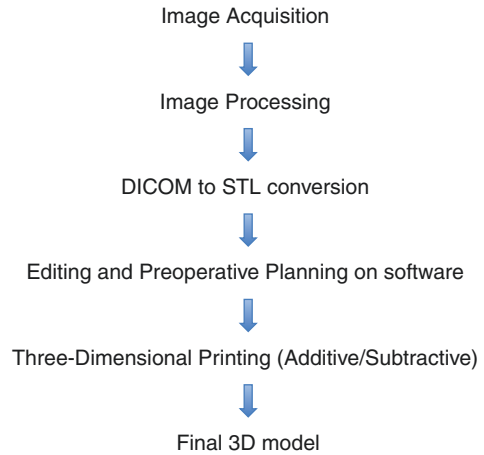 Image Acquisition
Image Processing
DICOM to STL conversion
Editing and Preoperative Planning on software
Three-Dimensional Printing (Additive/Subtractive)
Final 3D model